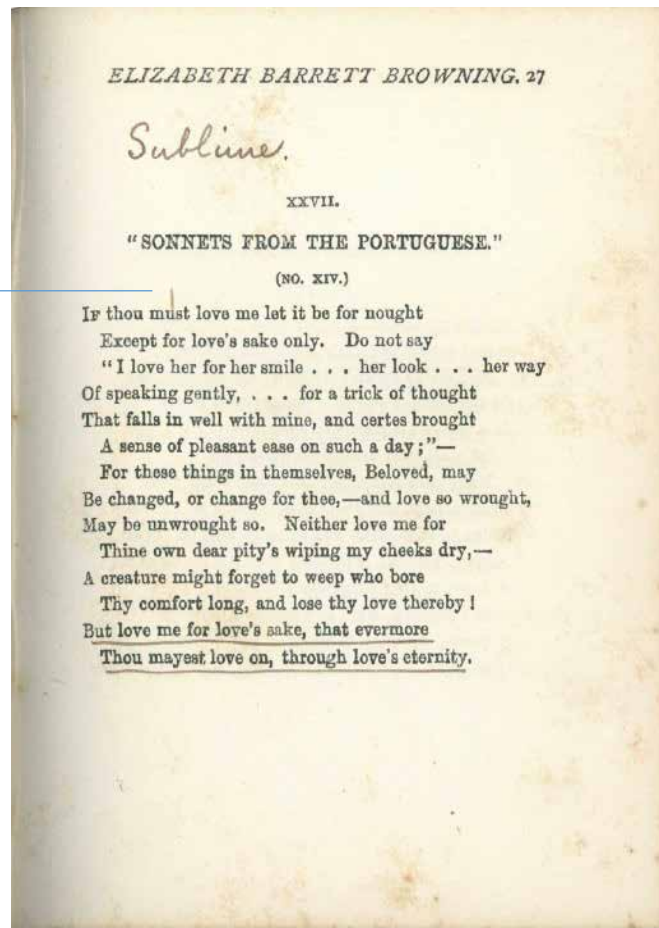 ELIZABETH BARRETT BROWNING. 27
Sublime.
XXVII.
"SONNETS FROM THE PORTUGUESE."
(NO. XIV.)
IF thou must love me let it be for nought
Except for love's sake only. Do not say
"I love her for her smile . . . her look . . . her way
Of speaking gently, . . . for a trick of thought
That falls in well with mine, and certes brought
A sense of pleasant ease on such a day;"—
For these things in themselves, Beloved, may
Be changed, or change for thee,—and love so wrought,
May be unwrought so. Neither love me for
Thine own dear pity's wiping my cheeks dry,—
A creature might forget to weep who bore
Thy comfort long, and lose thy love thereby!
But love me for love's sake, that evermore
Thou mayest love on, through love's eternity.